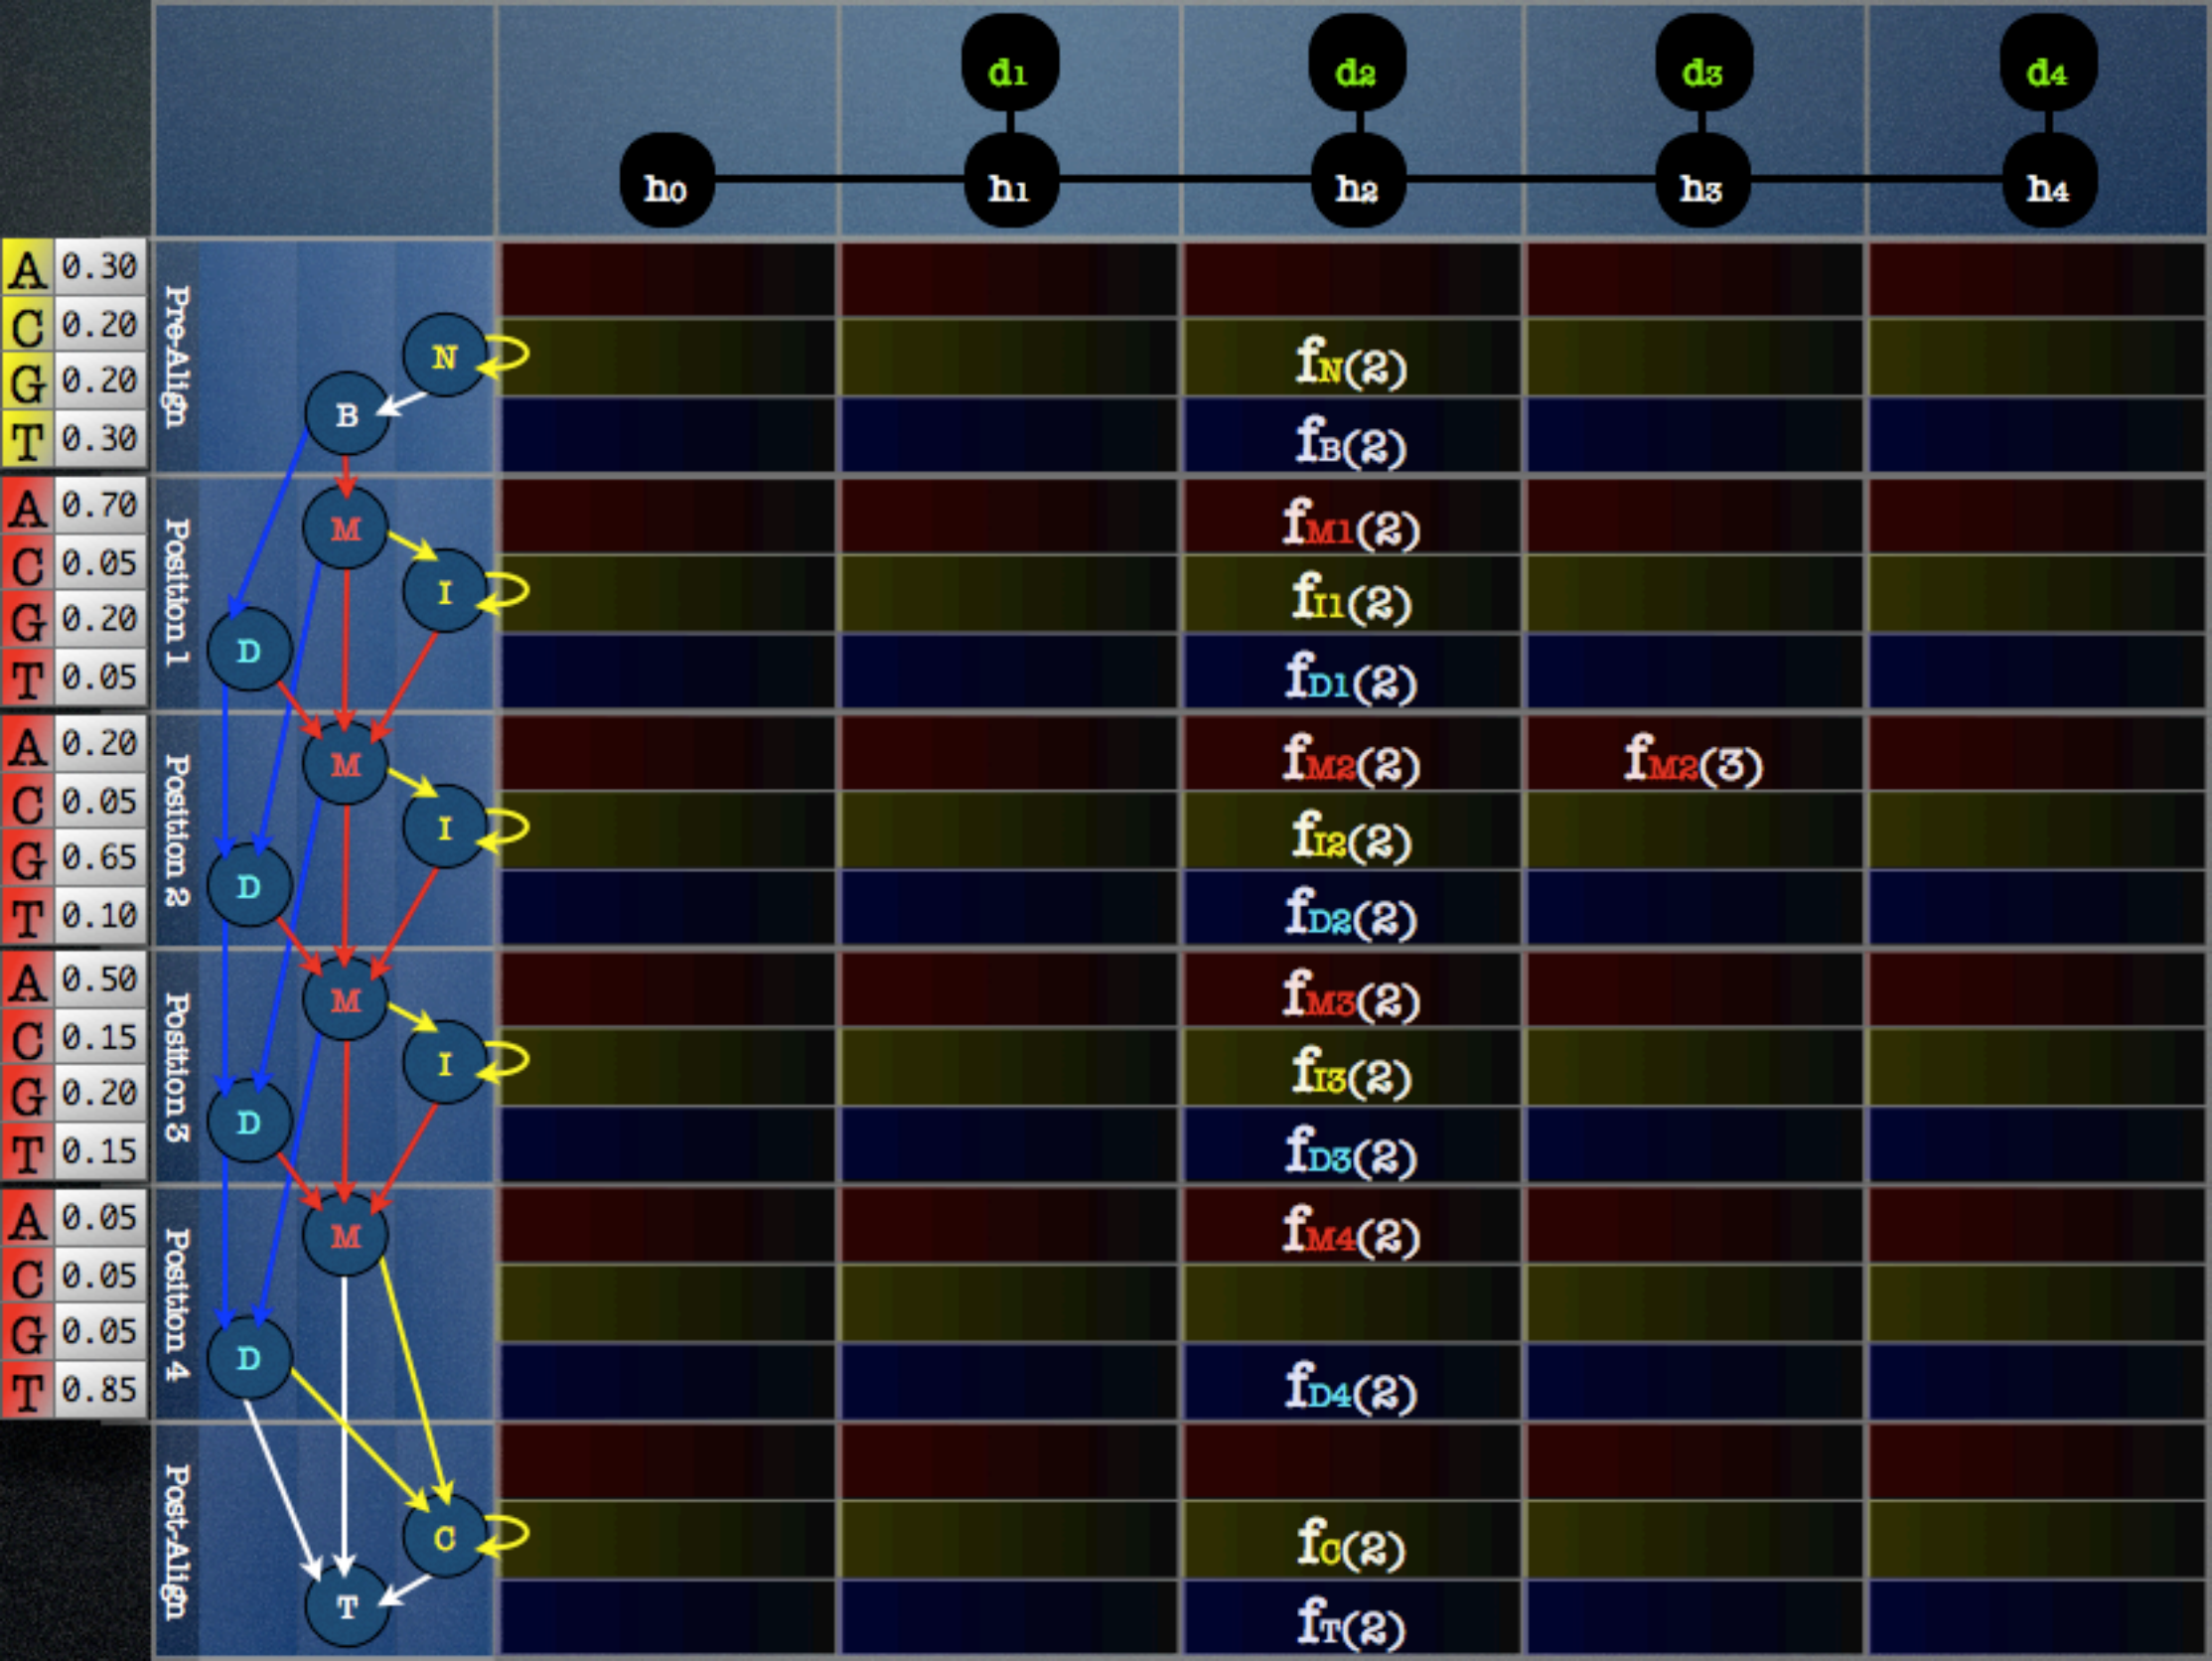 d1 d2 d3 d4
h0 h1 h2 h3 h4
Pre-Align
A 0.30
C 0.20
G 0.20
T 0.30
N
B
fN(2)
fB(2)
Position 1
A 0.70
C 0.05
G 0.20
T 0.05
M
I
D
fM1(2)
fI1(2)
fD1(2)
Position 2
A 0.20
C 0.05
G 0.65
T 0.10
M
I
D
fM2(2) fM2(3)
fI2(2)
fD2(2)
Position 3
A 0.50
C 0.15
G 0.20
T 0.15
M
I
D
fM3(2)
fI3(2)
fD3(2)
Position 4
A 0.05
C 0.05
G 0.05
T 0.85
M
D
fM4(2)
fD4(2)
Post-Align
C
T
fC(2)
fT(2)